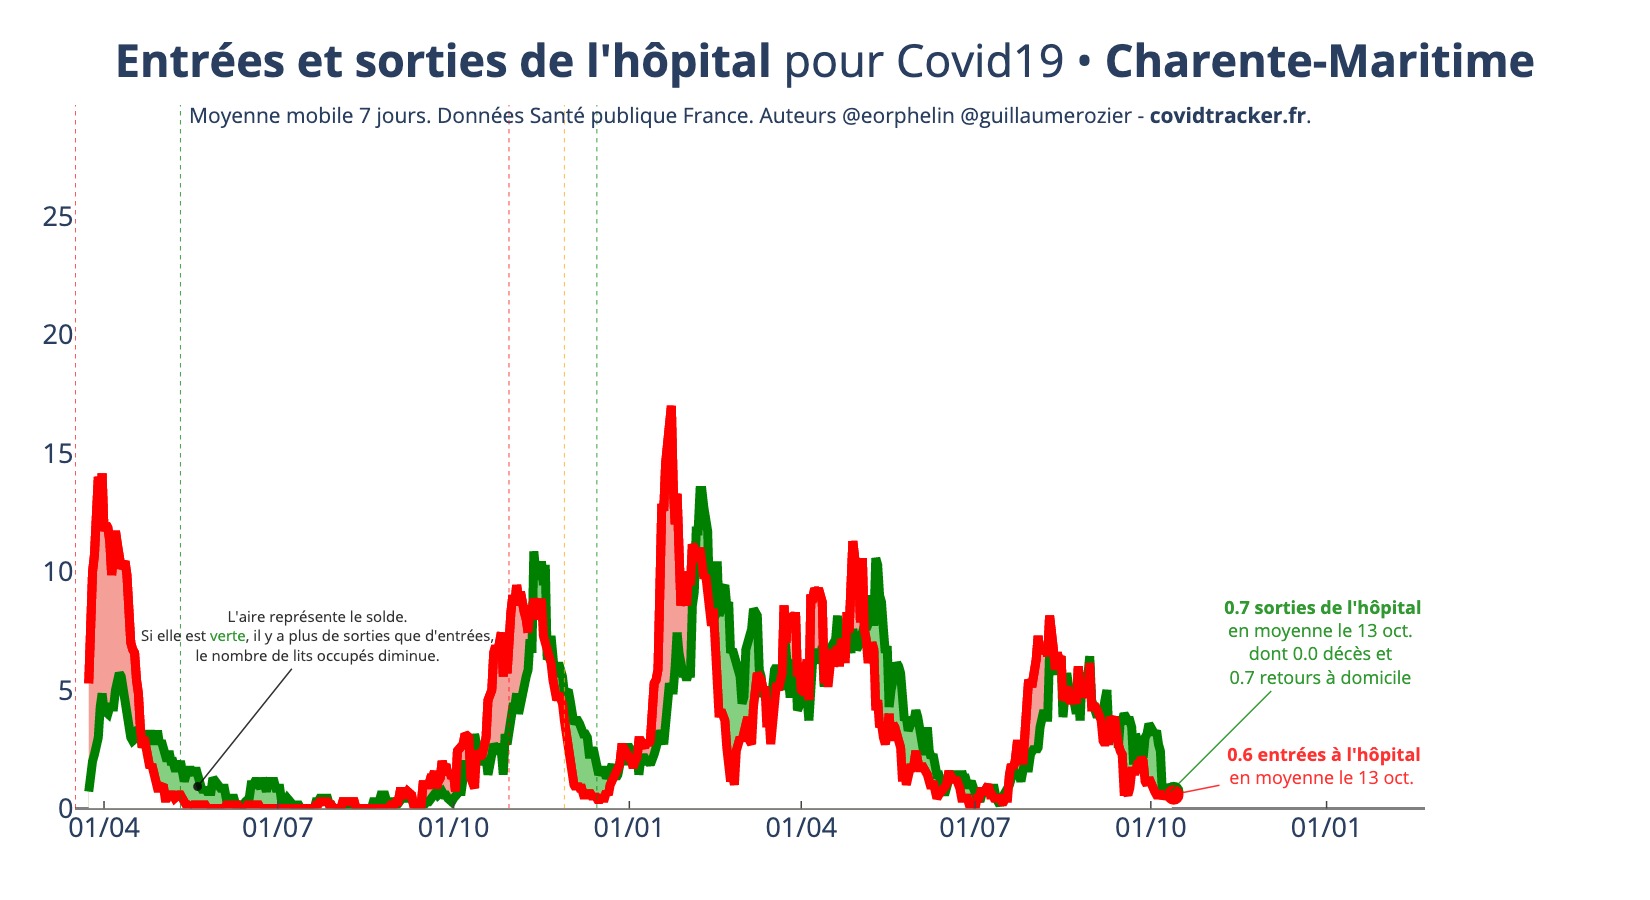 Entrées et sorties de l'hôpital pour Covid19 • Charente-Maritime
Moyenne mobile 7 jours. Données Santé publique France. Auteurs @eorphelin @guillaumerozier - covidtracker.fr.
25
20
15
10
5
0
L'aire représente le solde.
Si elle est verte, il y a plus de sorties que d'entrées,
le nombre de lits occupés diminue.
0.7 sorties de l'hôpital
en moyenne le 13 oct.
dont 0.0 décès et
0.7 retours à domicile
0.6 entrées à l'hôpital
en moyenne le 13 oct.
01/04 01/07 01/10 01/01 01/04 01/07 01/10 01/01